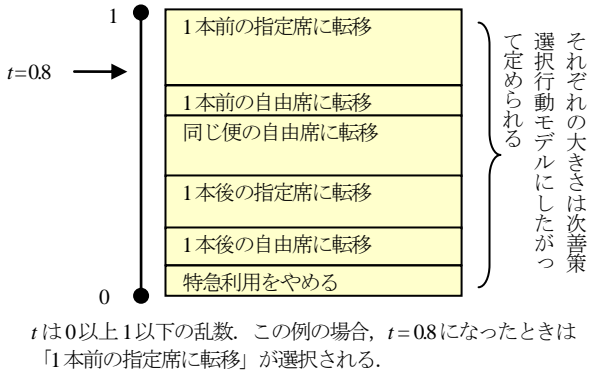 1
1本前の指定席に転移
t=0.8
1本前の自由席に転移
同じ便の自由席に転移
1本後の指定席に転移
1本後の自由席に転移
特急利用をやめる
0
それぞれの大きさは次善策
選択行動モデルにしたがっ
て定められる
tは0以上1以下の乱数．この例の場合，t=0.8になったときは
「1本前の指定席に転移」が選択される．